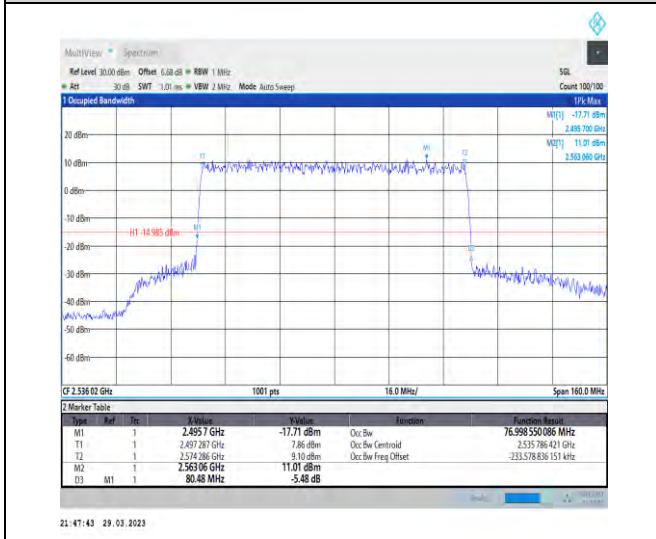 MultiView Spectrum
Ref Level 30.00 dBm Offset 6.68 dB RBW 1 MHz SGL
Att 30 dB SWT 1.01 ms VBW 2 MHz Mode Auto Sweep Count 100/100
1 Occupied Bandwidth 1Pk Max
M1[1] -17.71 dBm
2.495 700 GHz
M2[1] 11.01 dBm
2.563 060 GHz
20 dBm
M1
T1 T2
10 dBm
0 dBm
-10 dBm
H1 -14.985 dBm M1
-20 dBm
-30 dBm
-40 dBm
-50 dBm
-60 dBm
CF 2.536 02 GHz 1001 pts 16.0 MHz/ Span 160.0 MHz
2 Marker Table
Type Ref Trc X-Value Y-Value Function Function Result
M1 1 2.495 7 GHz -17.71 dBm Occ Bw 76.998 550 086 MHz
T1 1 2.497 287 GHz 7.86 dBm Occ Bw Centroid 2.535 786 421 GHz
T2 1 2.574 286 GHz 9.10 dBm Occ Bw Freq Offset -233.578 836 151 kHz
M2 1 2.563 06 GHz 11.01 dBm
D3 M1 1 80.48 MHz -5.48 dB
21:47:43 29.03.2023